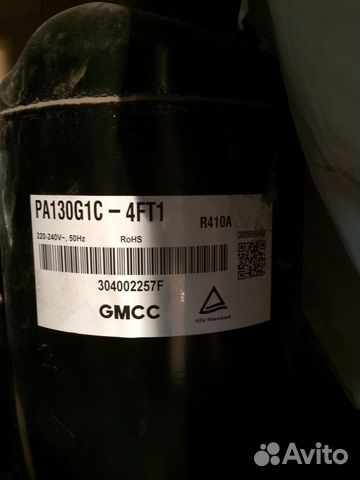 PA130G1C-4FT1
R410A
220-240V~, 50Hz RoHS
304002257F
GMCC
TÜV Rheinland
Avito